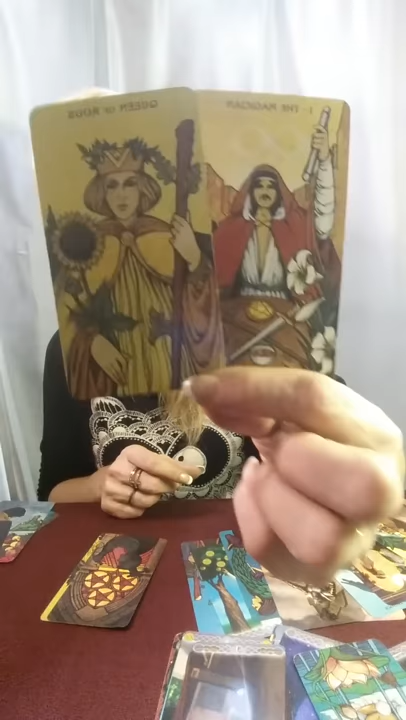 QUEEN OF RODS
I - THE MAGICIAN